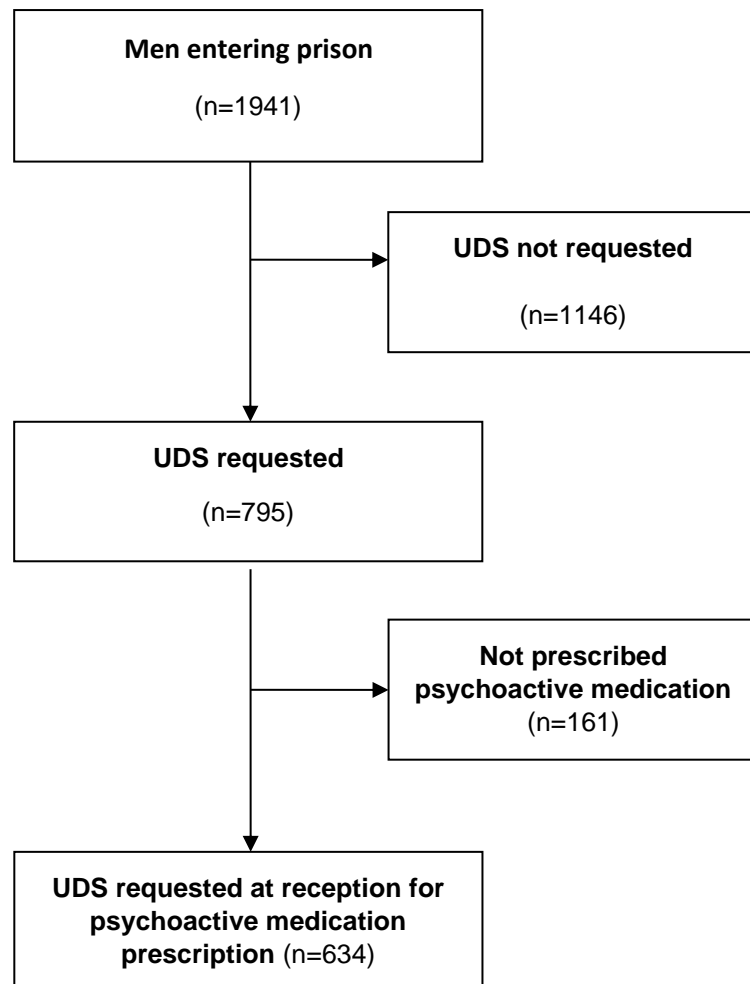 Men entering prison
(n=1941)
UDS not requested
(n=1146)
UDS requested
(n=795)
Not prescribed
psychoactive medication
(n=161)
UDS requested at reception for
psychoactive medication
prescription (n=634)